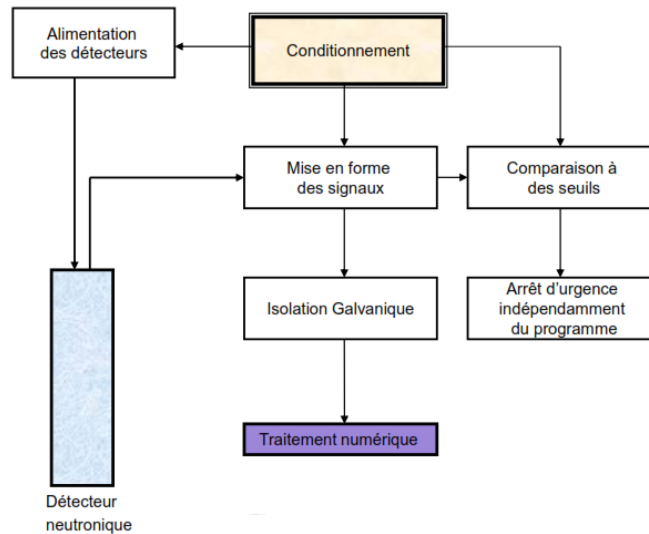 Alimentation
des détecteurs
Conditionnement
Mise en forme
des signaux
Comparaison à
des seuils
Isolation Galvanique
Arrêt d'urgence
indépendamment
du programme
Traitement numérique
Détecteur
neutronique